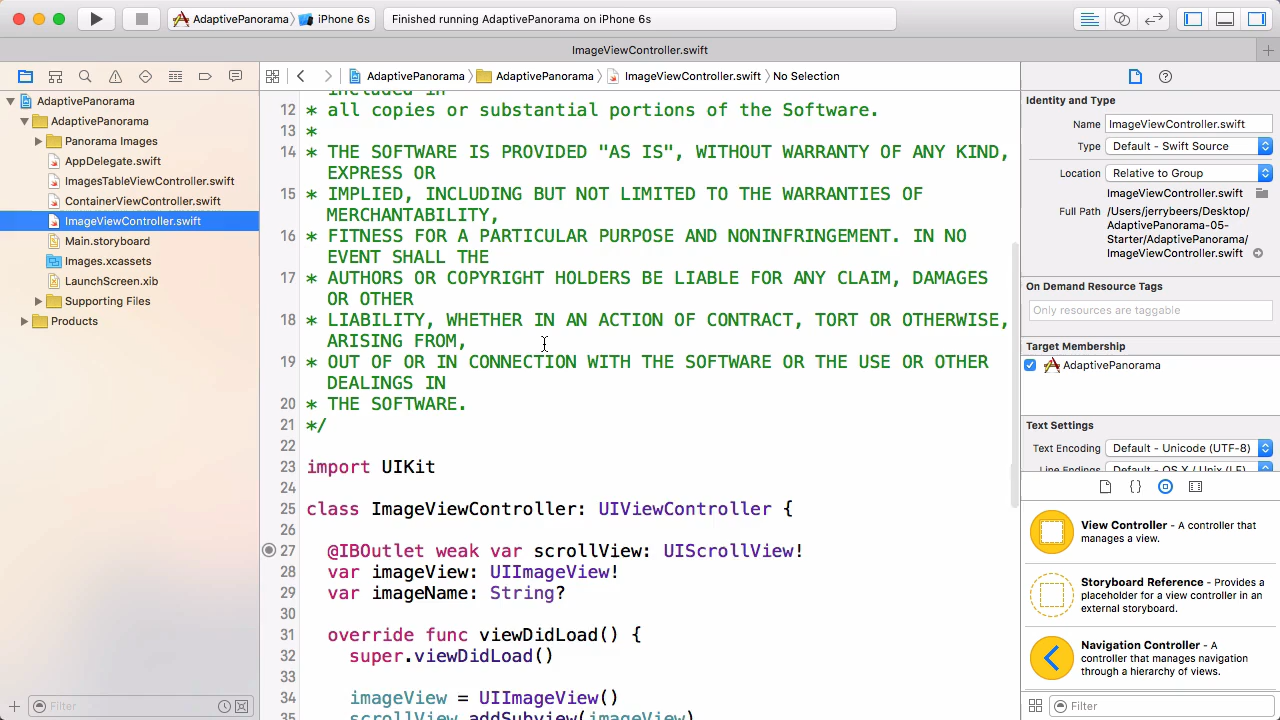 AdaptivePanorama
iPhone 6s
Finished running AdaptivePanorama on iPhone 6s
ImageViewController.swift
AdaptivePanorama
AdaptivePanorama
ImageViewController.swift
No Selection
AdaptivePanorama
AdaptivePanorama
Panorama Images
AppDelegate.swift
ImagesTableViewController.swift
ContainerViewController.swift
ImageViewController.swift
Main.storyboard
Images.xcassets
LaunchScreen.xib
Supporting Files
Products
Filter
included in
12 * all copies or substantial portions of the Software.
13 *
14 * THE SOFTWARE IS PROVIDED "AS IS", WITHOUT WARRANTY OF ANY KIND,
EXPRESS OR
15 * IMPLIED, INCLUDING BUT NOT LIMITED TO THE WARRANTIES OF
MERCHANTABILITY,
16 * FITNESS FOR A PARTICULAR PURPOSE AND NONINFRINGEMENT. IN NO
EVENT SHALL THE
17 * AUTHORS OR COPYRIGHT HOLDERS BE LIABLE FOR ANY CLAIM, DAMAGES
OR OTHER
18 * LIABILITY, WHETHER IN AN ACTION OF CONTRACT, TORT OR OTHERWISE,
ARISING FROM,
19 * OUT OF OR IN CONNECTION WITH THE SOFTWARE OR THE USE OR OTHER
DEALINGS IN
20 * THE SOFTWARE.
21 */
22
23 import UIKit
24
25 class ImageViewController: UIViewController {
26
27 @IBOutlet weak var scrollView: UIScrollView!
28 var imageView: UIImageView!
29 var imageName: String?
30
31 override func viewDidLoad() {
32 super.viewDidLoad()
33
34 imageView = UIImageView()
35 scrollView.addSubview(imageView)
Identity and Type
Name ImageViewController.swift
Type Default - Swift Source
Location Relative to Group
ImageViewController.swift
Full Path /Users/jerrybeers/Desktop/
AdaptivePanorama-05-
Starter/AdaptivePanorama/
ImageViewController.swift
On Demand Resource Tags
Only resources are taggable
Target Membership
AdaptivePanorama
Text Settings
Text Encoding Default - Unicode (UTF-8)
Line Endings Default - OS X / Unix (LF)
View Controller - A controller that
manages a view.
Storyboard Reference - Provides a
placeholder for a view controller in an
external storyboard.
Navigation Controller - A
controller that manages navigation
through a hierarchy of views.
Filter